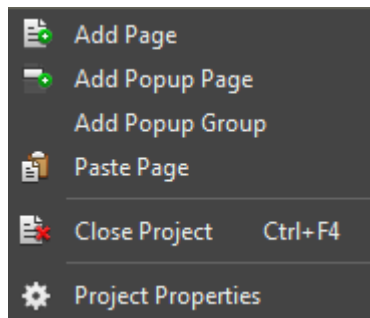 Add Page
Add Popup Page
Add Popup Group
Paste Page
Close Project Ctrl+F4
Project Properties